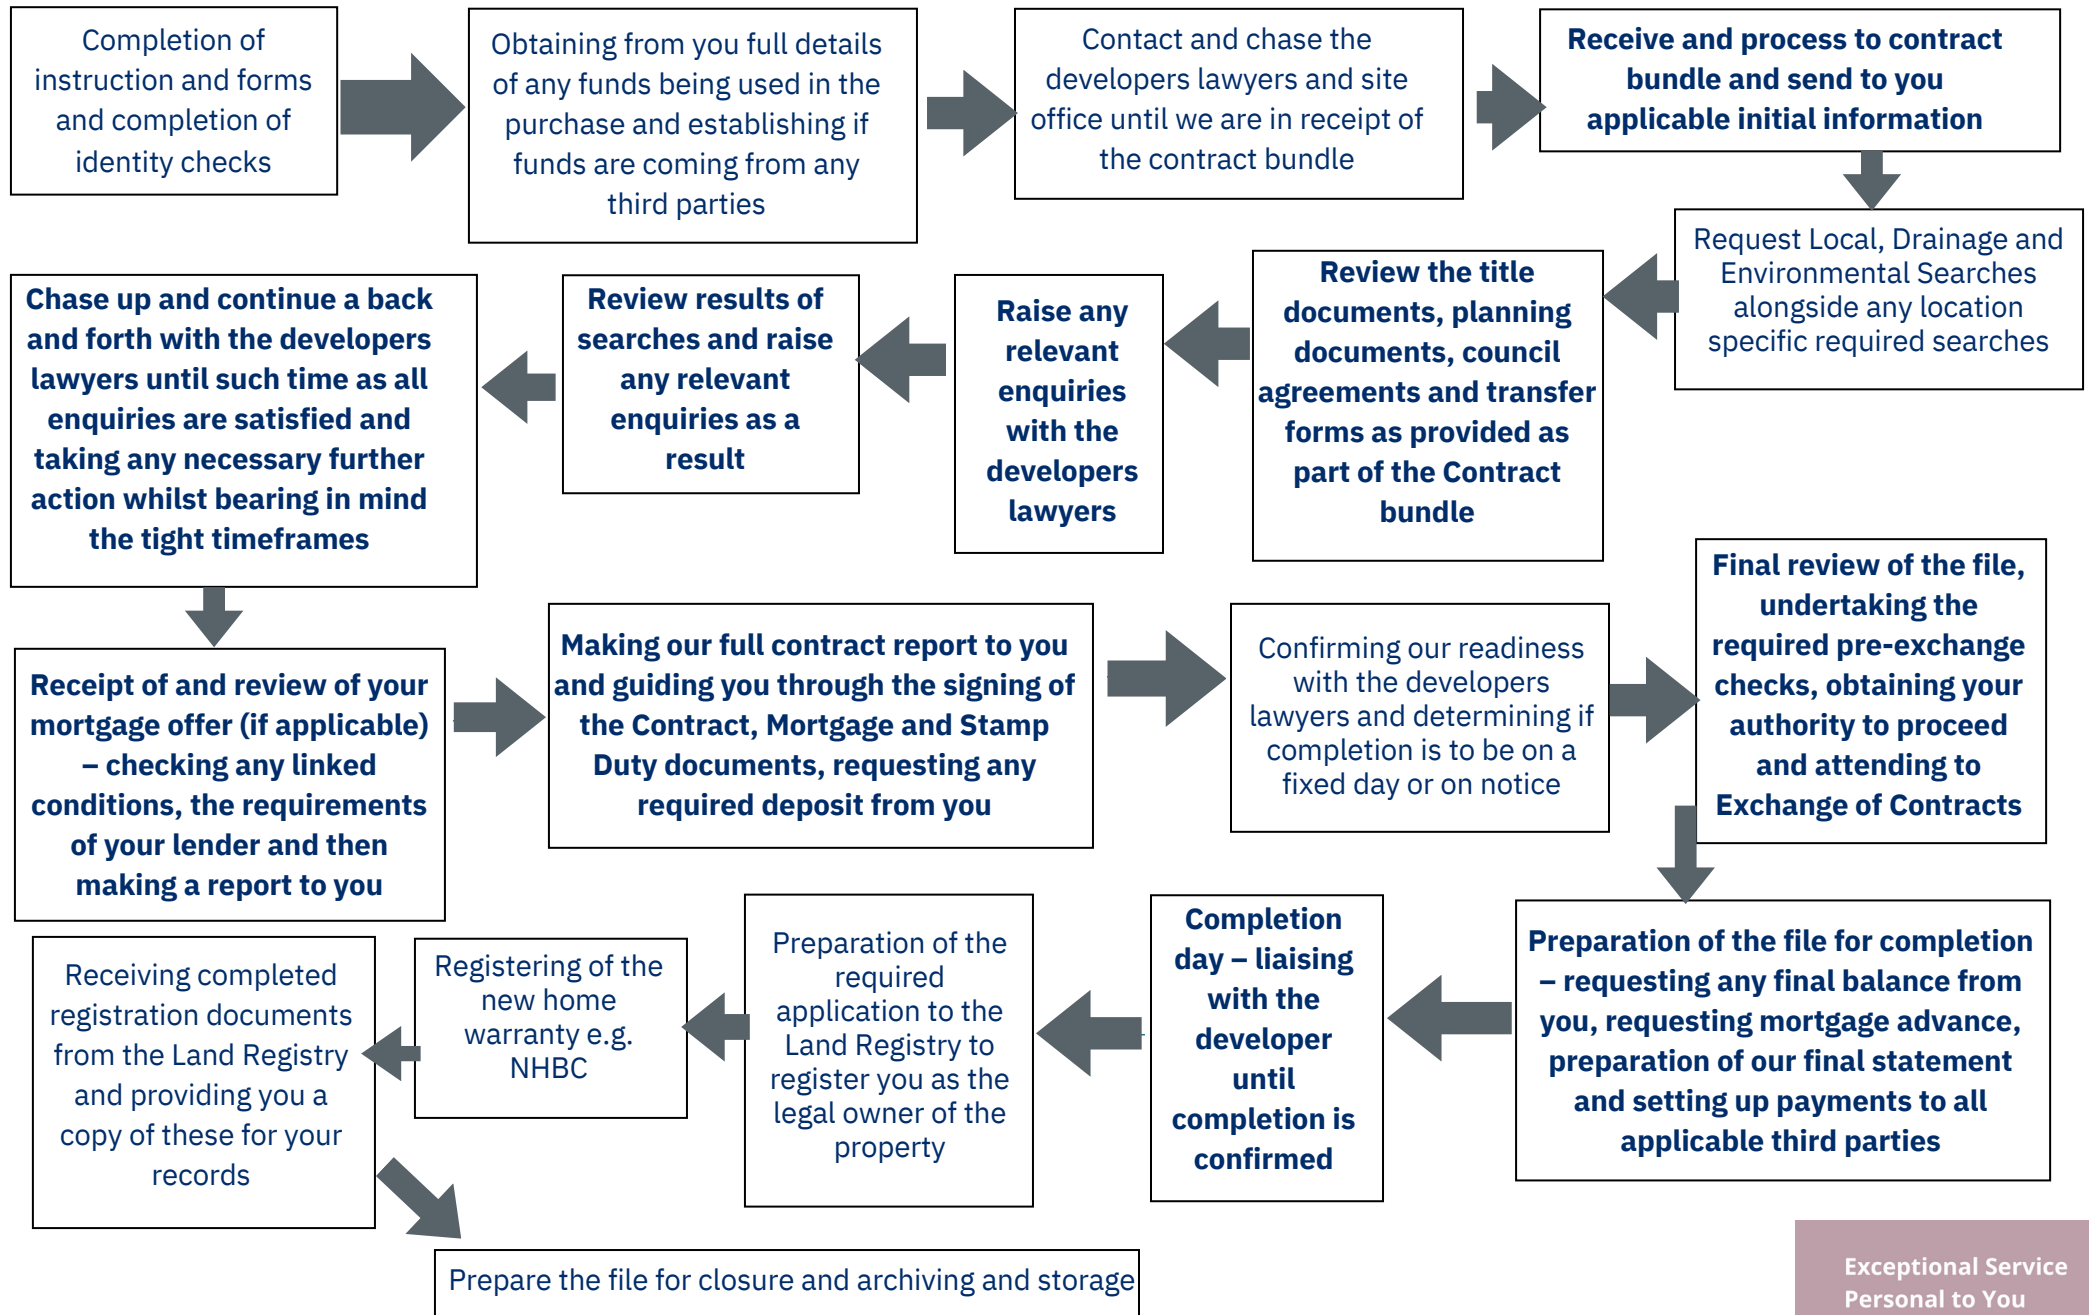 Completion of
instruction and forms
and completion of
identity checks
Obtaining from you full details
of any funds being used in the
purchase and establishing if
funds are coming from any
third parties
Contact and chase the
developers lawyers and site
office until we are in receipt of
the contract bundle
Receive and process to contract
bundle and send to you
applicable initial information
Request Local, Drainage and
Environmental Searches
alongside any location
specific required searches
Review the title
documents, planning
documents, council
agreements and transfer
forms as provided as
part of the Contract
bundle
Raise any
relevant
enquiries
with the
developers
lawyers
Review results of
searches and raise
any relevant
enquiries as a
result
Chase up and continue a back
and forth with the developers
lawyers until such time as all
enquiries are satisfied and
taking any necessary further
action whilst bearing in mind
the tight timeframes
Receipt of and review of your
mortgage offer (if applicable)
– checking any linked
conditions, the requirements
of your lender and then
making a report to you
Making our full contract report to you
and guiding you through the signing of
the Contract, Mortgage and Stamp
Duty documents, requesting any
required deposit from you
Confirming our readiness
with the developers
lawyers and determining if
completion is to be on a
fixed day or on notice
Final review of the file,
undertaking the
required pre-exchange
checks, obtaining your
authority to proceed
and attending to
Exchange of Contracts
Preparation of the file for completion
– requesting any final balance from
you, requesting mortgage advance,
preparation of our final statement
and setting up payments to all
applicable third parties
Completion
day – liaising
with the
developer
until
completion is
confirmed
Preparation of the
required
application to the
Land Registry to
register you as the
legal owner of the
property
Registering of the
new home
warranty e.g.
NHBC
Receiving completed
registration documents
from the Land Registry
and providing you a
copy of these for your
records
Prepare the file for closure and archiving and storage
Exceptional Service
Personal to You